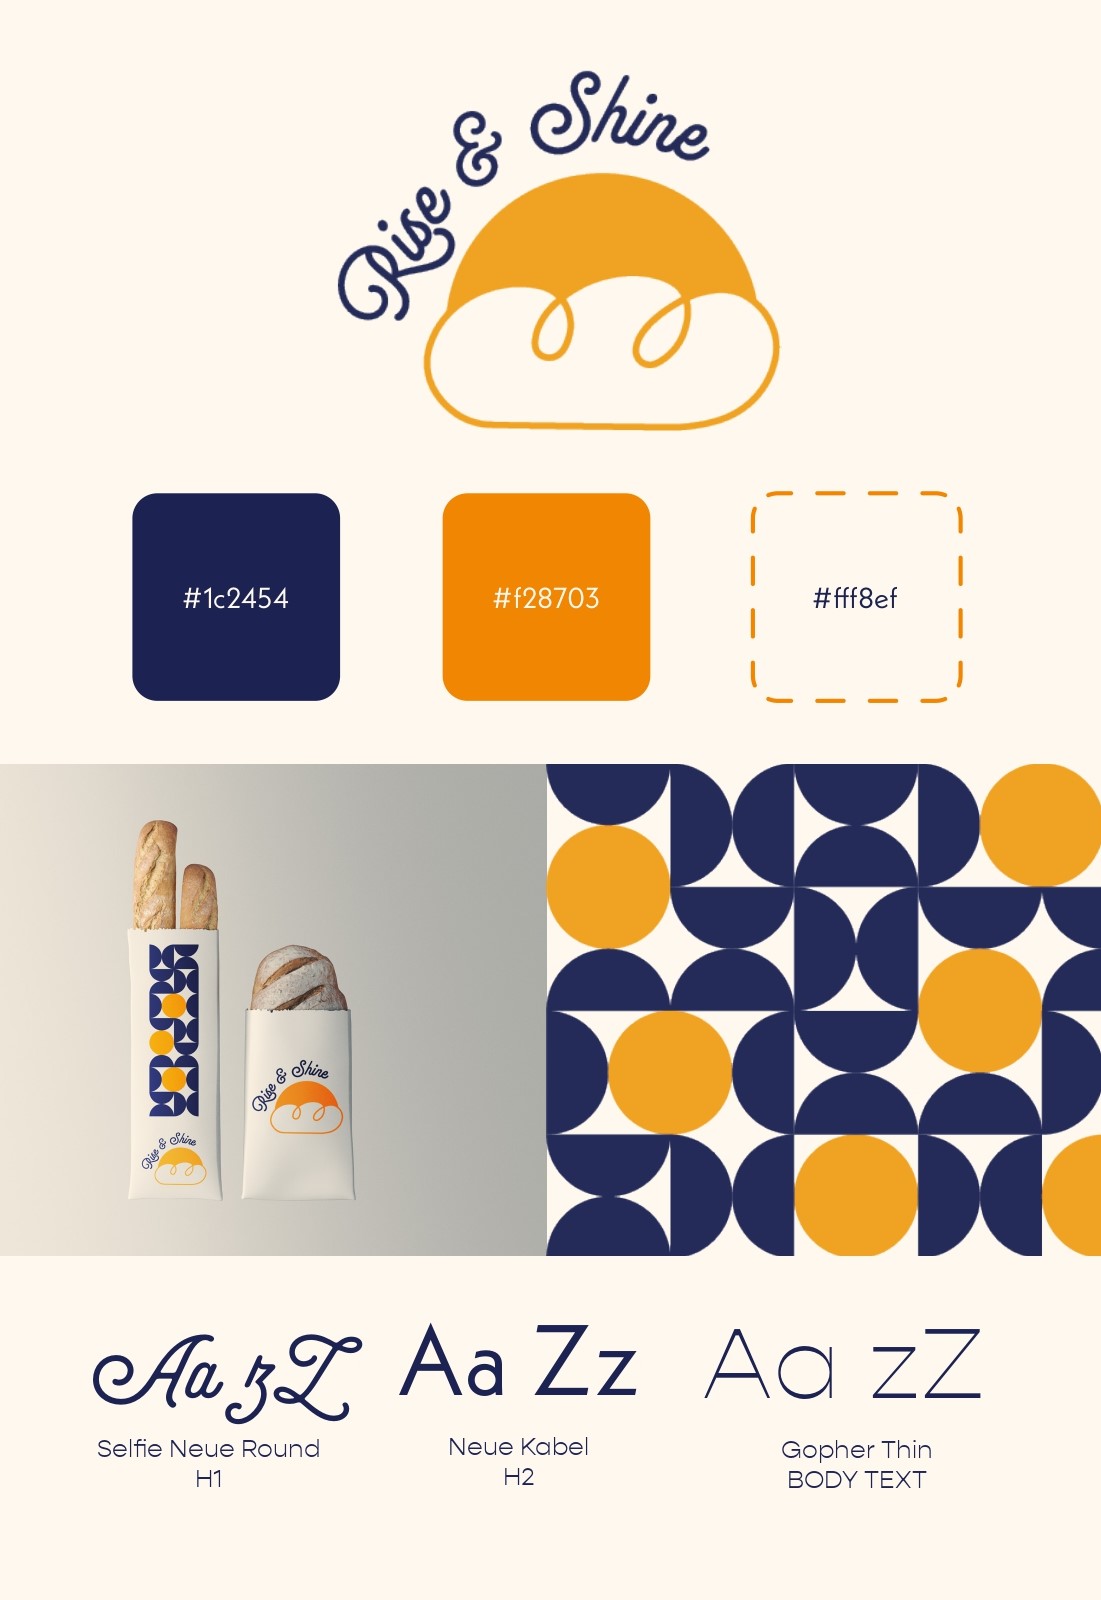 Rise & Shine
#1c2454
#f28703
#fff8ef
Rise & Shine
Rise & Shine
Aa zZ
Aa Zz
Aa zZ
Selfie Neue Round
H1
Neue Kabel
H2
Gopher Thin
BODY TEXT